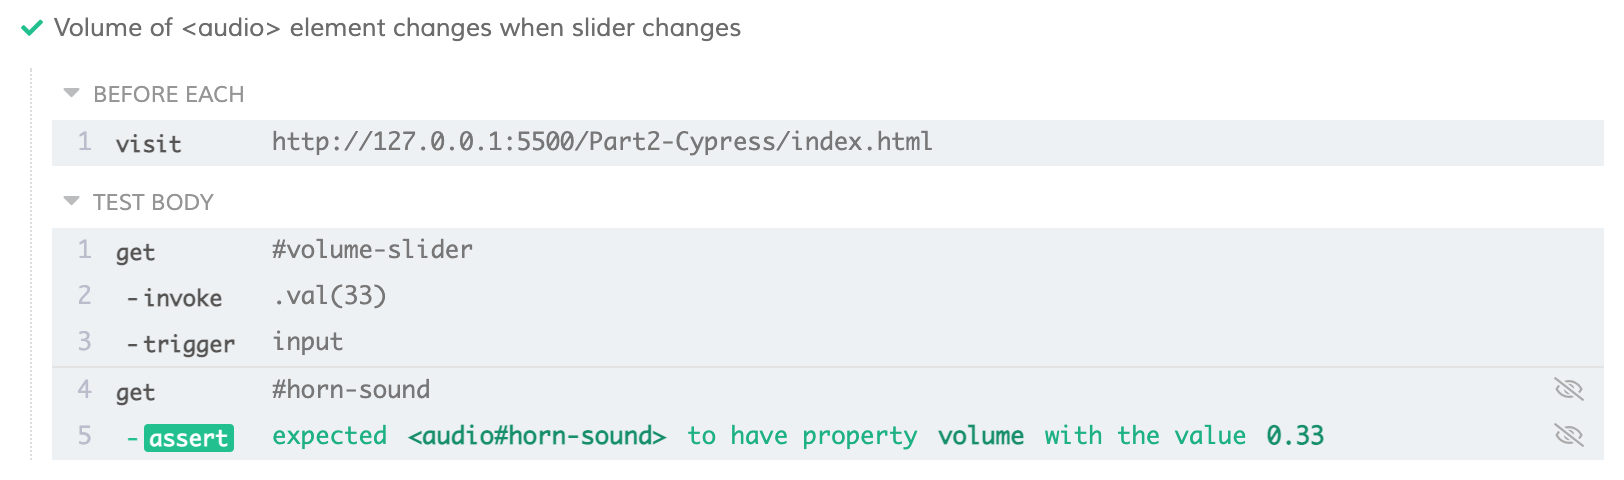 Volume of <audio> element changes when slider changes
BEFORE EACH
1 visit http://127.0.0.1:5500/Part2-Cypress/index.html
TEST BODY
1 get #volume-slider
2 -invoke .val(33)
3 -trigger input
4 get #horn-sound
5 -assert expected <audio#horn-sound> to have property volume with the value 0.33